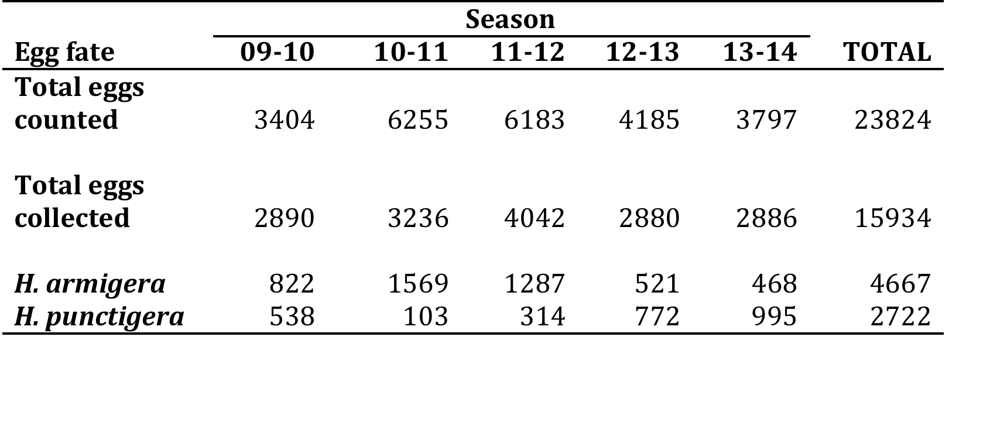 Season
Egg fate 09-10 10-11 11-12 12-13 13-14 TOTAL
Total eggs
counted 3404 6255 6183 4185 3797 23824
Total eggs
collected 2890 3236 4042 2880 2886 15934
H. armigera 822 1569 1287 521 468 4667
H. punctigera 538 103 314 772 995 2722